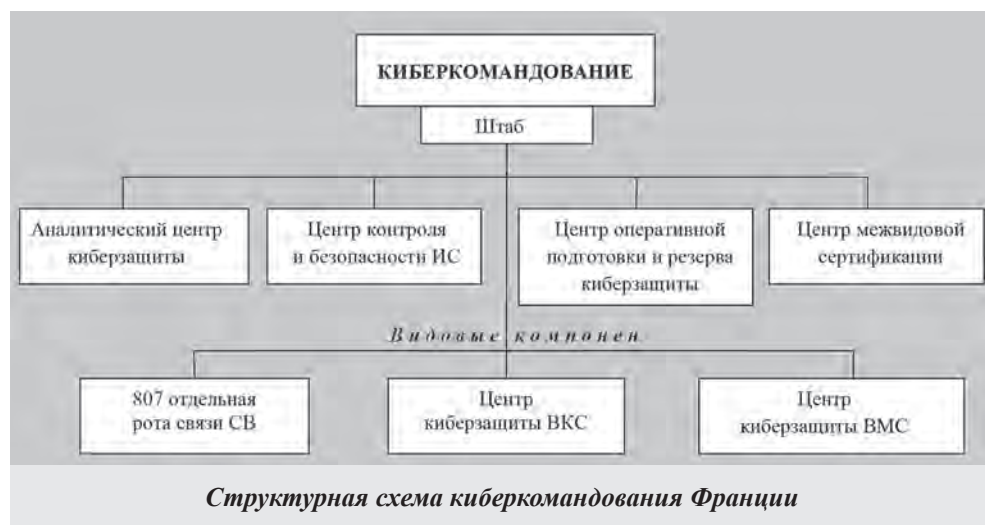 КИБЕРКОМАНДОВАНИЕ
Штаб
Аналитический центр
киберзащиты
Центр контроля
и безопасности ИС
Центр оперативной
подготовки и резерва
киберзащиты
Центр межвидовой
сертификации
Видовые компонен
807 отдельная
рота связи СВ
Центр
киберзащиты ВКС
Центр
киберзащиты ВМС
Структурная схема киберкомандования Франции